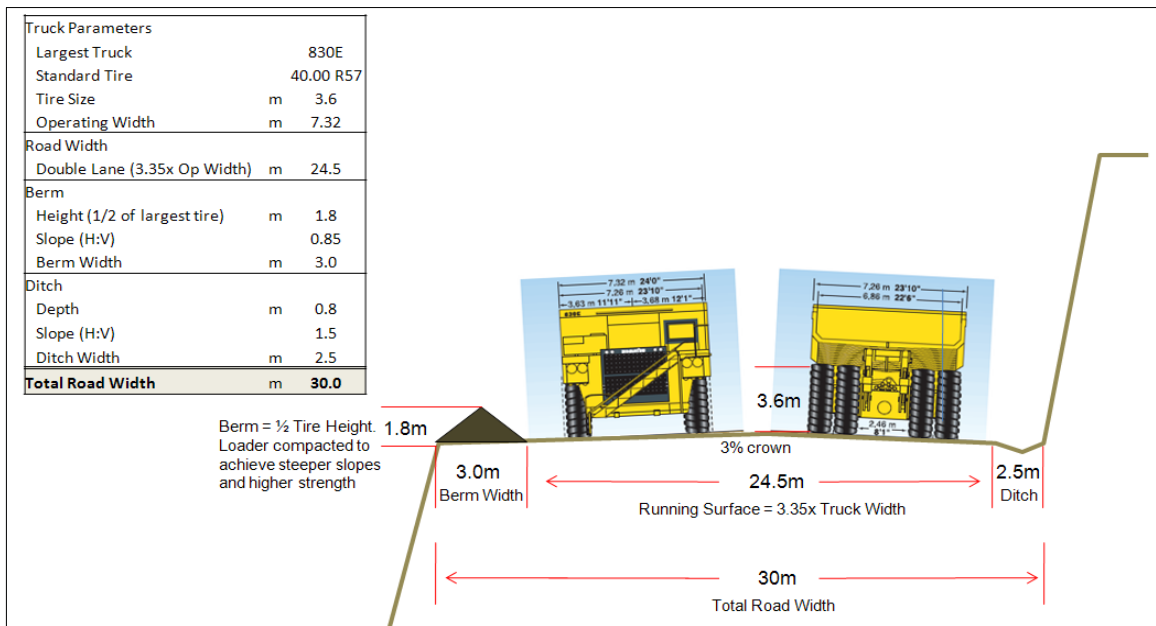 Truck Parameters
Largest Truck 830E
Standard Tire 40.00 R57
Tire Size m 3.6
Operating Width m 7.32
Road Width
Double Lane (3.35x Op Width) m 24.5
Berm
Height (1/2 of largest tire) m 1.8
Slope (H:V) 0.85
Berm Width m 3.0
Ditch
Depth m 0.8
Slope (H:V) 1.5
Ditch Width m 2.5
Total Road Width m 30.0
7.32 m 24'0"
7.26 m 23'10"
3,63 m 11'11" 3,68 m 12'1"
830E
7,26 m 23'10"
6,86 m 22'6"
2,46 m
8'1"
3.6m
Berm = ½ Tire Height.
Loader compacted to
achieve steeper slopes
and higher strength
1.8m
3% crown
3.0m
Berm Width
24.5m
Running Surface = 3.35x Truck Width
2.5m
Ditch
30m
Total Road Width